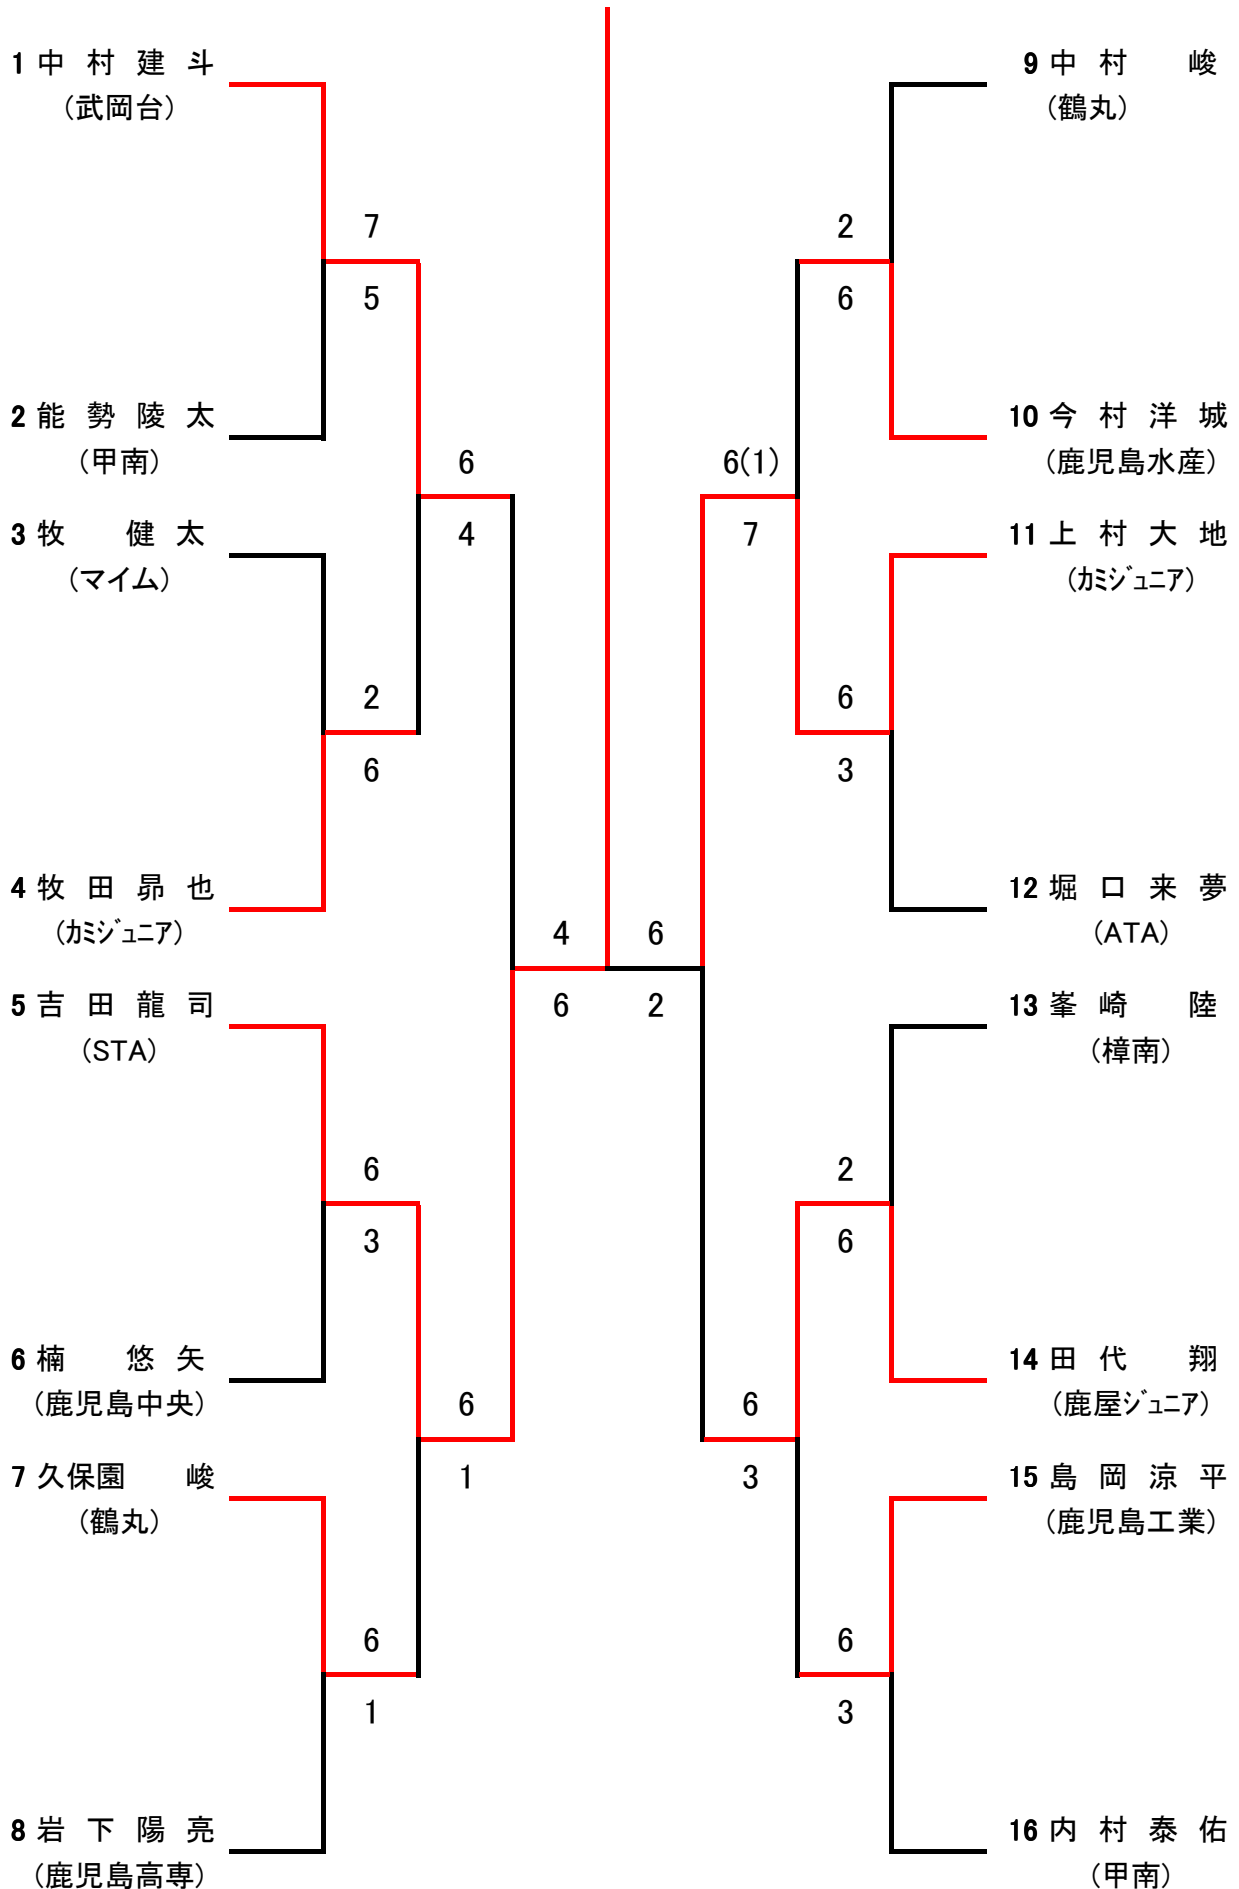 1 中村建斗
(武岡台)
7
5
2 能勢陵太
(甲南)
6
4
3 牧 健太
(マイム)
2
6
4 牧田昴也
(カミジュニア)
4
6
5 吉田龍司
(STA)
6
3
6 楠 悠矢
(鹿児島中央)
6
1
7 久保園 峻
(鶴丸)
6
1
8 岩下陽亮
(鹿児島高専)
9 中村 峻
(鶴丸)
2
6
10 今村洋城
(鹿児島水産)
6(1)
7
11 上村大地
(カミジュニア)
6
3
12 堀口来夢
(ATA)
6
2
13 峯崎 陸
(樟南)
2
6
14 田代 翔
(鹿屋ジュニア)
6
3
15 島岡涼平
(鹿児島工業)
6
3
16 内村泰佑
(甲南)